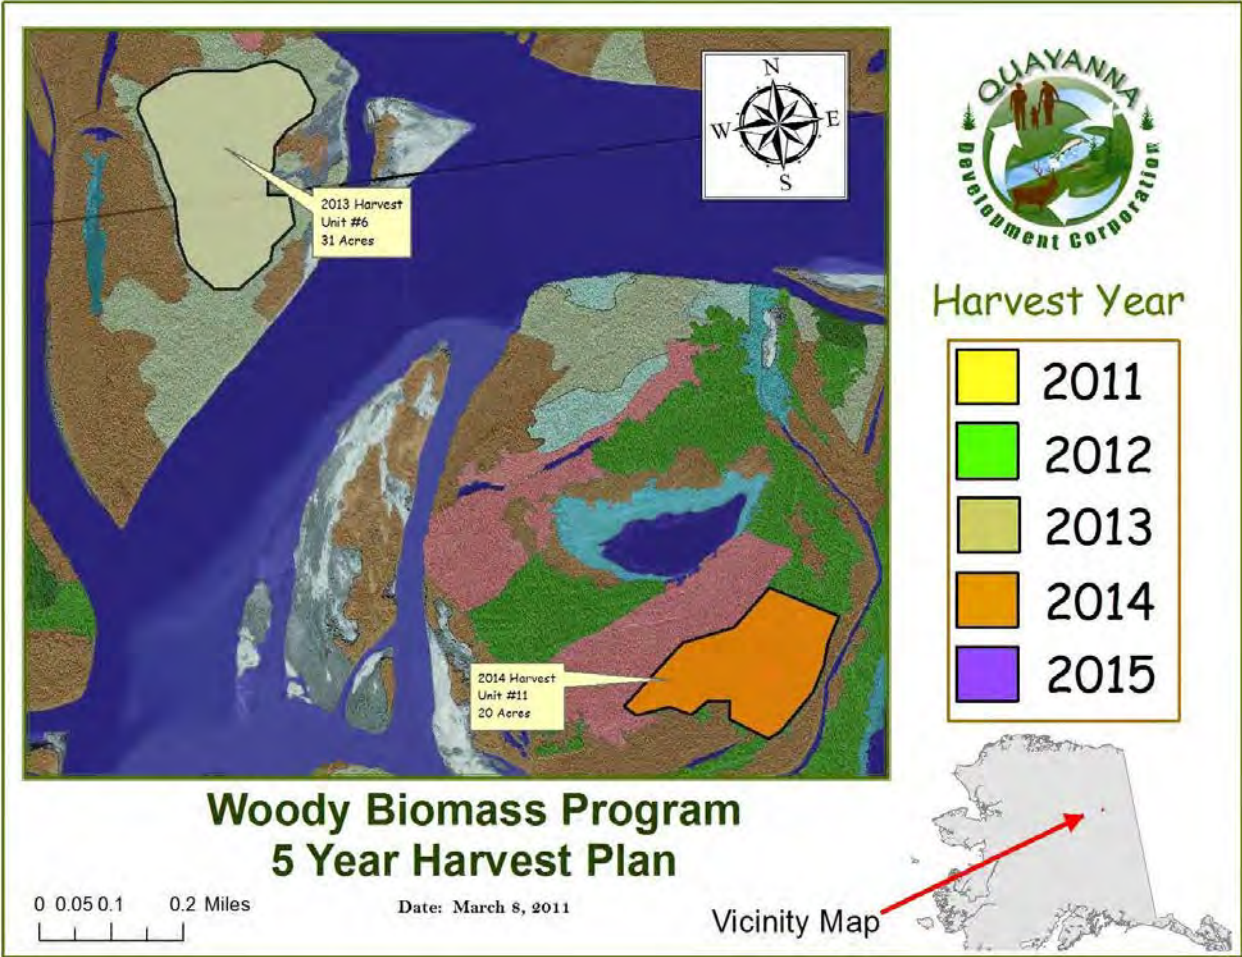 N
W E
S
2013 Harvest
Unit #6
31 Acres
2014 Harvest
Unit #11
20 Acres
QUAYANNA
Development Corporation
Harvest Year
2011
2012
2013
2014
2015
Woody Biomass Program
5 Year Harvest Plan
Date: March 8, 2011
0 0.05 0.1 0.2 Miles
Vicinity Map